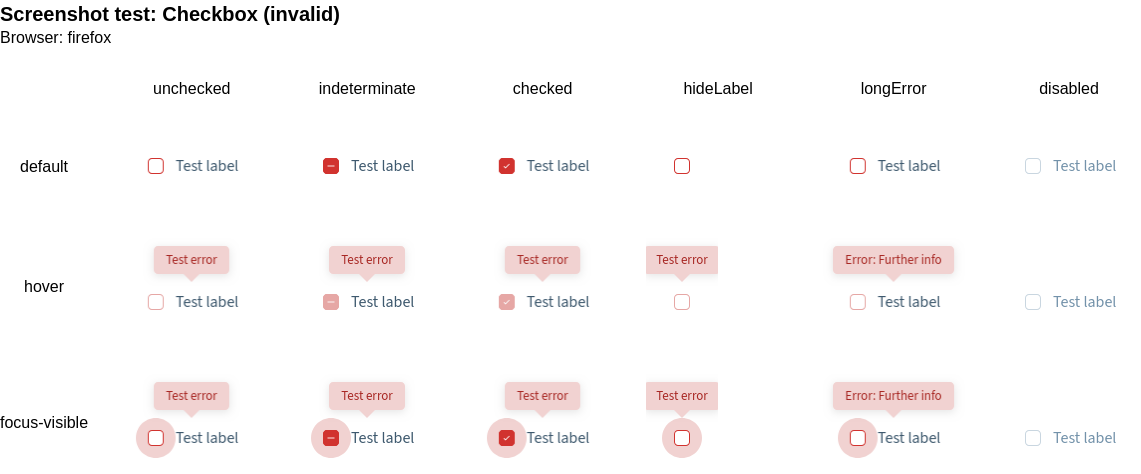 Screenshot test: Checkbox (invalid)
Browser: firefox
unchecked indeterminate checked hideLabel longError disabled
default Test label Test label Test label Test label Test label
Test error Test error Test error Test error Error: Further info
hover Test label Test label Test label Test label Test label
Test error Test error Test error Test error Error: Further info
focus-visible Test label Test label Test label Test label Test label